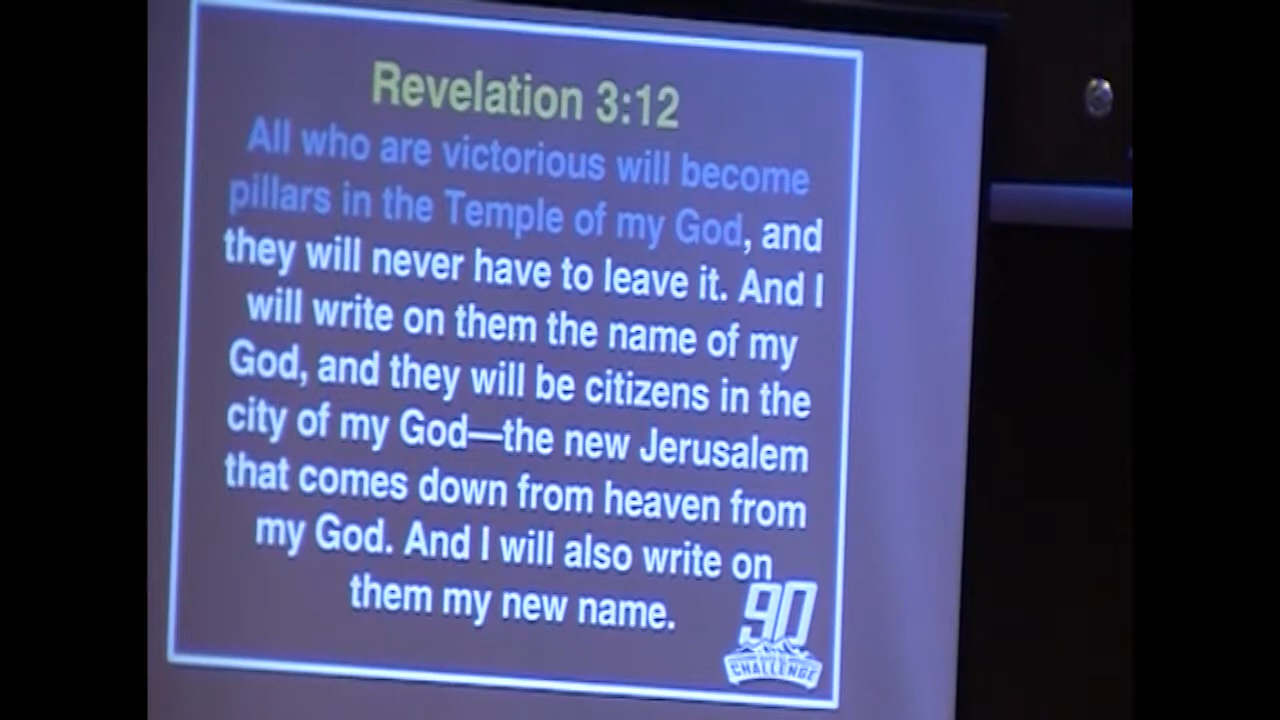 Revelation 3:12
All who are victorious will become
pillars in the Temple of my God, and
they will never have to leave it. And I
will write on them the name of my
God, and they will be citizens in the
city of my God—the new Jerusalem
that comes down from heaven from
my God. And I will also write on
them my new name.
90
CHALLENGE